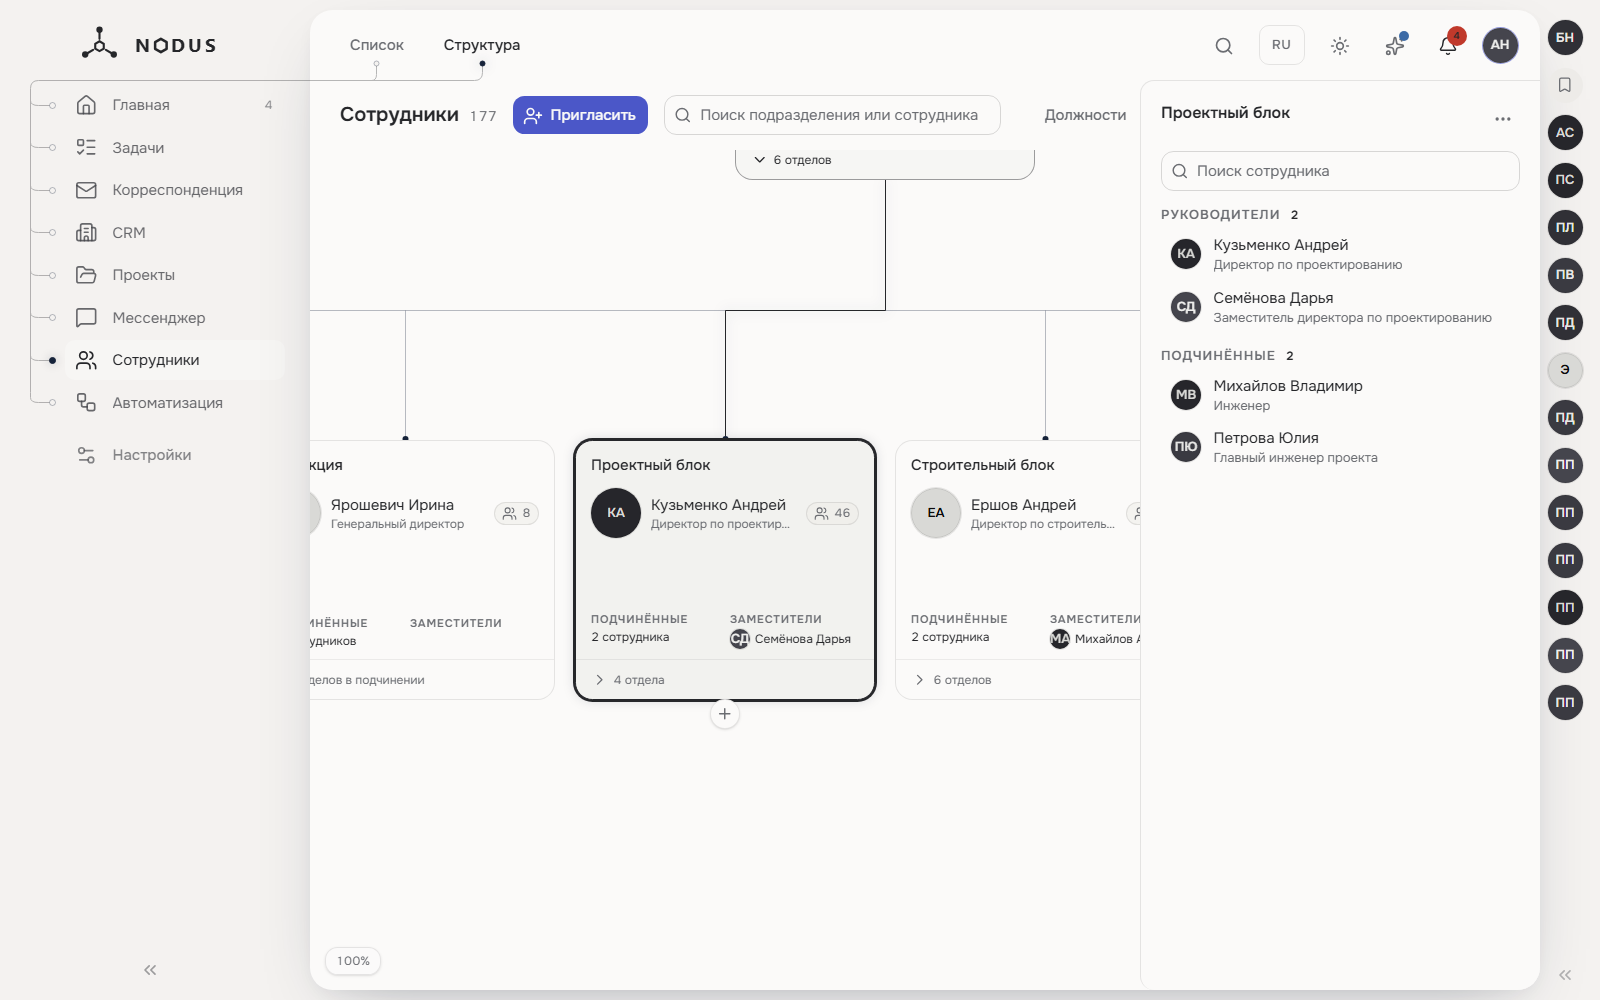 NODUS
Список
Структура
RU
4
АН
БН
Главная
4
Задачи
Корреспонденция
CRM
Проекты
Мессенджер
Сотрудники
Автоматизация
Настройки
Сотрудники 177
Пригласить
Поиск подразделения или сотрудника
Должности
6 отделов
кция
Ярошевич Ирина
Генеральный директор
8
ИНЁННЫЕ
ЗАМЕСТИТЕЛИ
удников
делов в подчинении
Проектный блок
КА
Кузьменко Андрей
Директор по проектир...
46
ПОДЧИНЁННЫЕ
ЗАМЕСТИТЕЛИ
2 сотрудника
СД
Семёнова Дарья
4 отдела
Строительный блок
ЕА
Ершов Андрей
Директор по строитель...
ПОДЧИНЁННЫЕ
ЗАМЕСТИТЕЛИ
2 сотрудника
МА
Михайлов А
6 отделов
100%
Проектный блок
Поиск сотрудника
РУКОВОДИТЕЛИ 2
КА
Кузьменко Андрей
Директор по проектированию
СД
Семёнова Дарья
Заместитель директора по проектированию
ПОДЧИНЁННЫЕ 2
МВ
Михайлов Владимир
Инженер
ПЮ
Петрова Юлия
Главный инженер проекта
АС
ПС
ПЛ
ПВ
ПД
Э
ПД
ПП
ПП
ПП
ПП
ПП
ПП